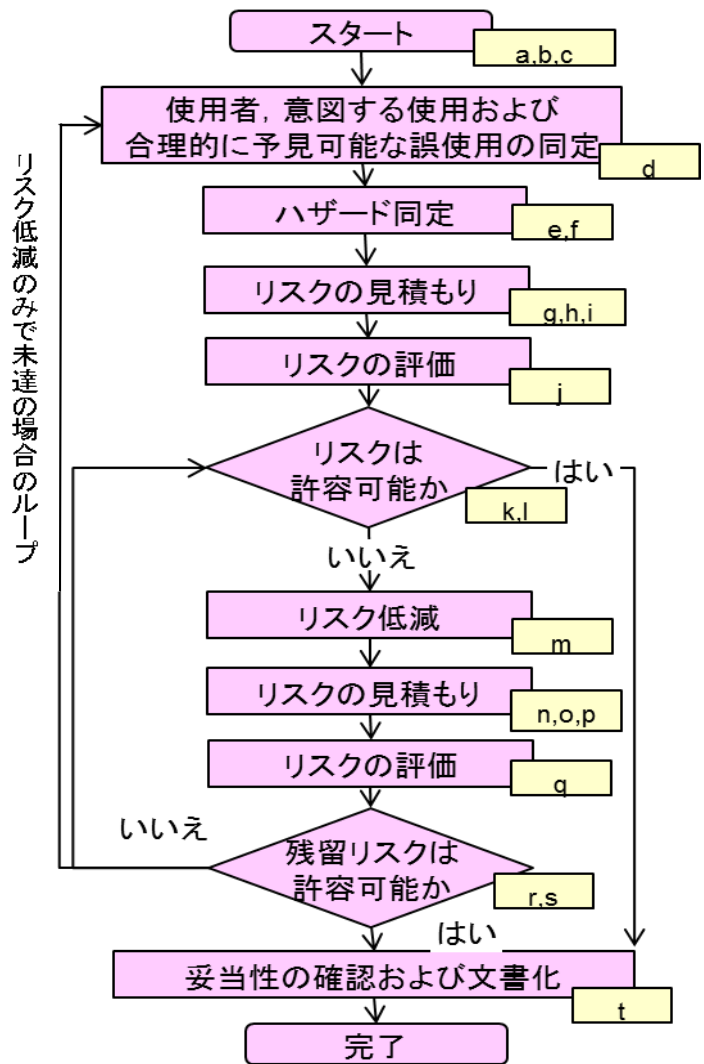 スタート
a,b,c
使用者，意図する使用および
合理的に予見可能な誤使用の同定
d
ハザード同定
e,f
リスクの見積もり
g,h,i
リスクの評価
j
リスクは
許容可能か
はい
k,l
いいえ
リスク低減
m
リスクの見積もり
n,o,p
リスクの評価
q
いいえ
残留リスクは
許容可能か
r,s
はい
妥当性の確認および文書化
t
完了
リスク低減のみで未達の場合のループ